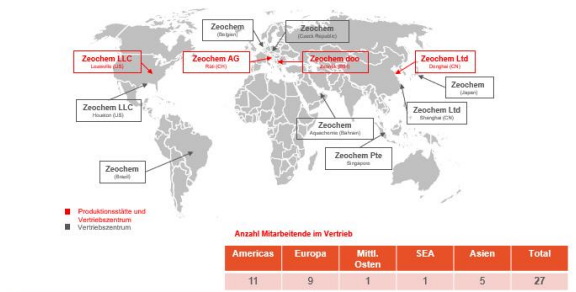 Zeochem
(Belgien)
Zeochem
(Czech Republic)
Zeochem LLC
Louisville (US)
Zeochem AG
Rüti (CH)
Zeochem doo
(BiH)
Zeochem Ltd
Donghai (CN)
Zeochem
(Japan)
Zeochem LLC
Houston (US)
Zeochem Ltd
Shanghai (CN)
Zeochem
Aquachemie (Bahrain)
Zeochem Pte
Singapore
Zeochem
(Brasil)
Produktionsstätte und
Vertriebszentrum
Vertriebszentrum
Anzahl Mitarbeitende im Vertrieb
Americas Europa Mittl. Osten SEA Asien Total
11 9 1 1 5 27